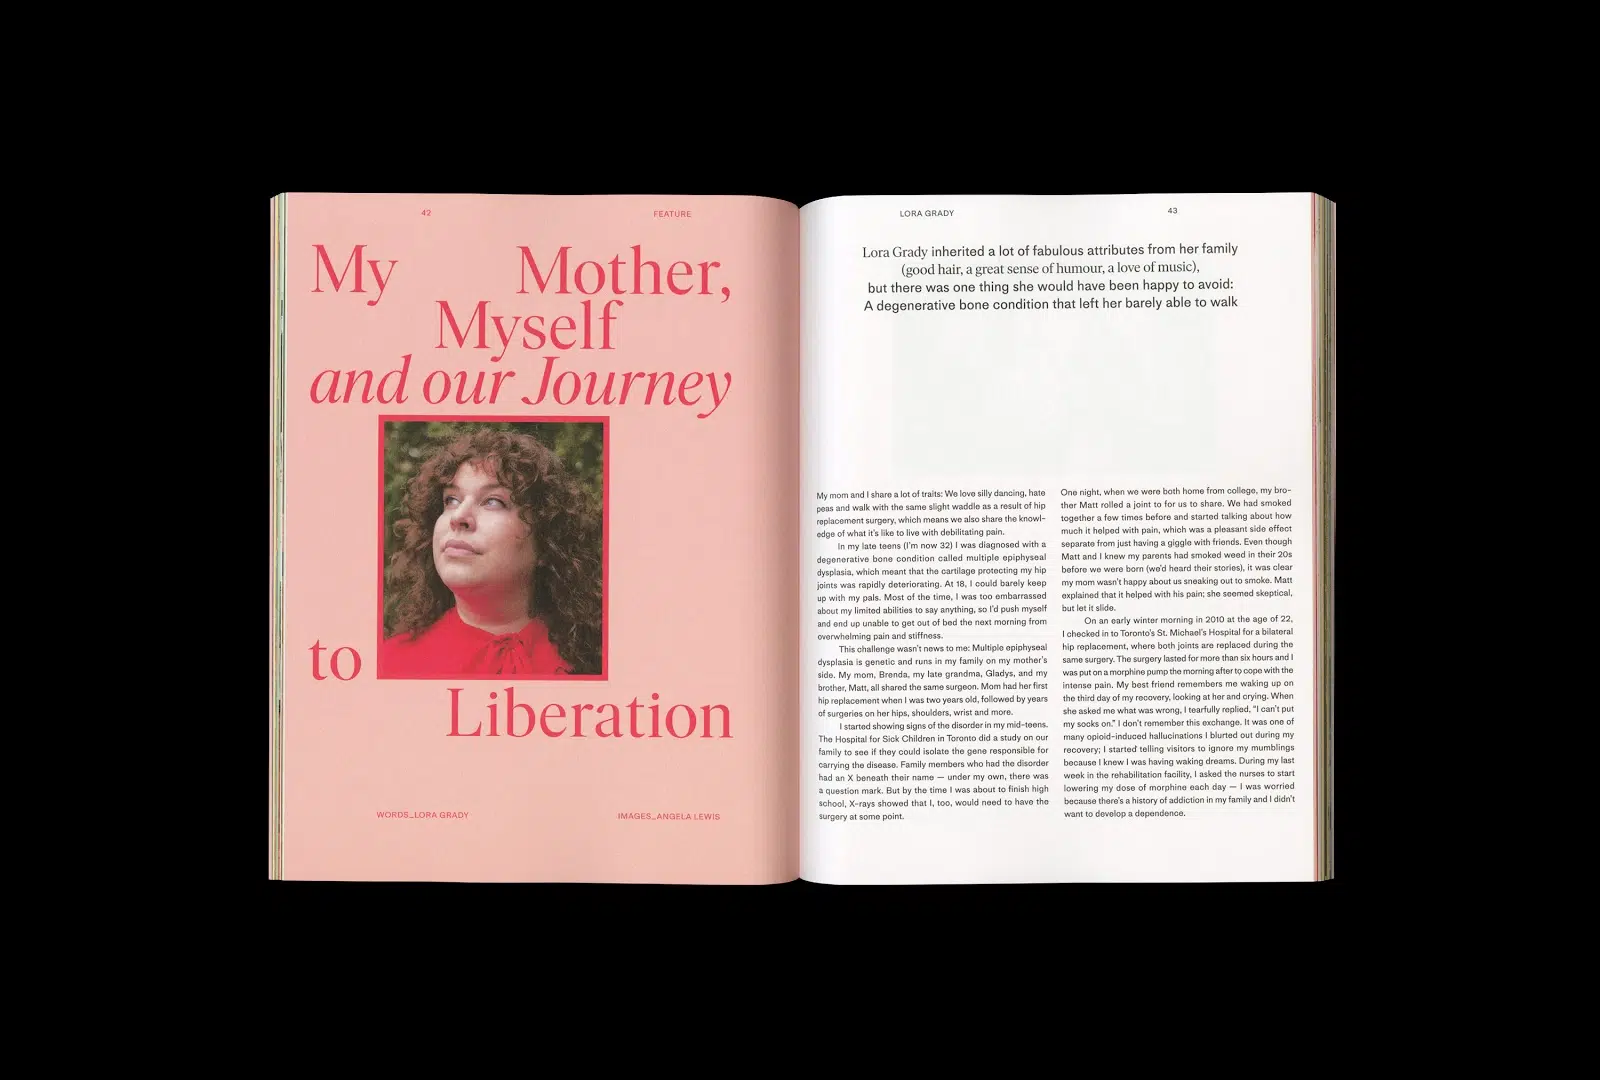 42
FEATURE
My Mother,
Myself
and our Journey
to
Liberation
WORDS_LORA GRADY
IMAGES_ANGELA LEWIS
LORA GRADY
43
Lora Grady inherited a lot of fabulous attributes from her family
(good hair, a great sense of humour, a love of music),
but there was one thing she would have been happy to avoid:
A degenerative bone condition that left her barely able to walk
My mom and I share a lot of traits: We love silly dancing, hate
peas and walk with the same slight waddle as a result of hip
replacement surgery, which means we also share the knowl-
edge of what it's like to live with debilitating pain.
In my late teens (I'm now 32) I was diagnosed with a
degenerative bone condition called multiple epiphyseal
dysplasia, which meant that the cartilage protecting my hip
joints was rapidly deteriorating. At 18, I could barely keep
up with my pals. Most of the time, I was too embarrassed
about my limited abilities to say anything, so I'd push myself
and end up unable to get out of bed the next morning from
overwhelming pain and stiffness.
This challenge wasn't news to me: Multiple epiphyseal
dysplasia is genetic and runs in my family on my mother's
side. My mom, Brenda, my late grandma, Gladys, and my
brother, Matt, all shared the same surgeon. Mom had her first
hip replacement when I was two years old, followed by years
of surgeries on her hips, shoulders, wrist and more.
I started showing signs of the disorder in my mid-teens.
The Hospital for Sick Children in Toronto did a study on our
family to see if they could isolate the gene responsible for
carrying the disease. Family members who had the disorder
had an X beneath their name — under my own, there was
a question mark. But by the time I was about to finish high
school, X-rays showed that I, too, would need to have the
surgery at some point.
One night, when we were both home from college, my bro-
ther Matt rolled a joint to for us to share. We had smoked
together a few times before and started talking about how
much it helped with pain, which was a pleasant side effect
separate from just having a giggle with friends. Even though
Matt and I knew my parents had smoked weed in their 20s
before we were born (we'd heard their stories), it was clear
my mom wasn't happy about us sneaking out to smoke. Matt
explained that it helped with his pain; she seemed skeptical,
but let it slide.
On an early winter morning in 2010 at the age of 22,
I checked in to Toronto's St. Michael's Hospital for a bilateral
hip replacement, where both joints are replaced during the
same surgery. The surgery lasted for more than six hours and I
was put on a morphine pump the morning after to cope with the
intense pain. My best friend remembers me waking up on
the third day of my recovery, looking at her and crying. When
she asked me what was wrong, I tearfully replied, "I can't put
my socks on." I don't remember this exchange. It was one of
many opioid-induced hallucinations I blurted out during my
recovery; I started telling visitors to ignore my mumblings
because I knew I was having waking dreams. During my last
week in the rehabilitation facility, I asked the nurses to start
lowering my dose of morphine each day — I was worried
because there's a history of addiction in my family and I didn't
want to develop a dependence.